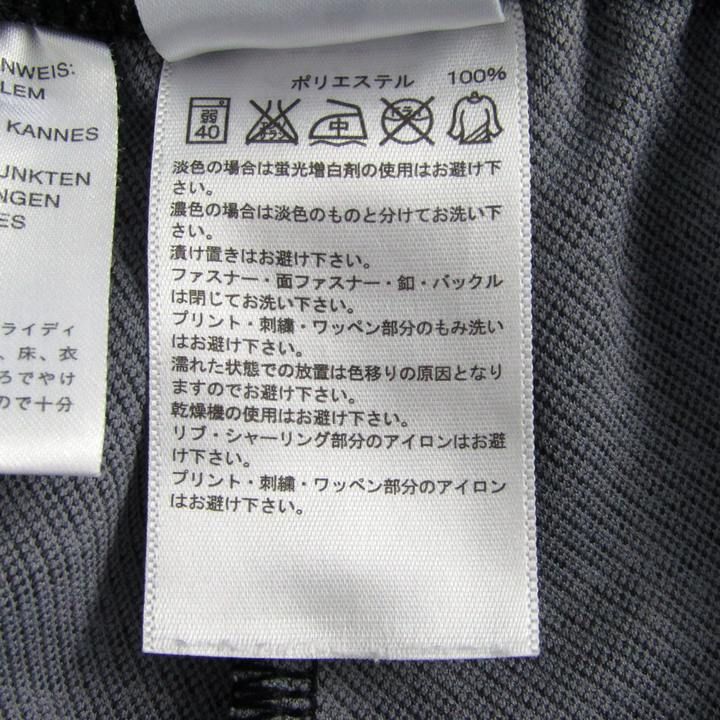 NWEIS:
LEM
KANNES
UNKTEN
NGEN
ES
ライディ
、床、衣
ろでやけ
ので十分
ポリエステル 100%
弱
40
エンソ
サラシ
中
ドライ
淡色の場合は蛍光増白剤の使用はお避け下
さい。
濃色の場合は淡色のものと分けてお洗い下
さい。
漬け置きはお避け下さい。
ファスナー・面ファスナー・釦・バックル
は閉じてお洗い下さい。
プリント・刺繍・ワッペン部分のもみ洗い
はお避け下さい。
濡れた状態での放置は色移りの原因となり
ますのでお避け下さい。
乾燥機の使用はお避け下さい。
リブ・シャーリング部分のアイロンはお避
け下さい。
プリント・刺繍・ワッペン部分のアイロン
はお避け下さい。